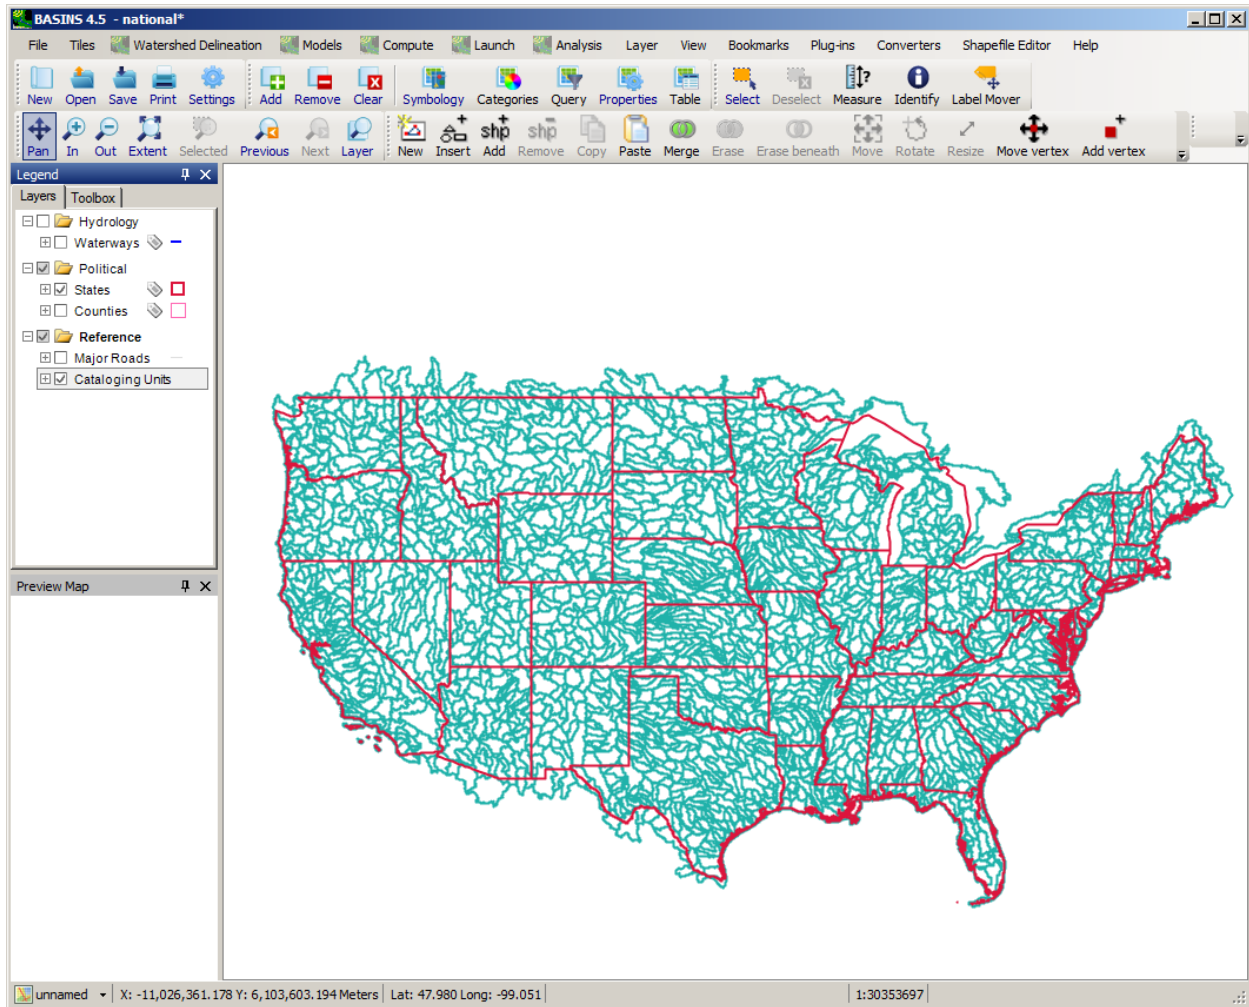 BASINS 4.5 - national*
File Tiles Watershed Delineation Models Compute Launch Analysis Layer View Bookmarks Plug-ins Converters Shapefile Editor Help
New Open Save Print Settings Add Remove Clear Symbology Categories Query Properties Table Select Deselect Measure Identify Label Mover
Pan In Out Extent Selected Previous Next Layer New Insert Add Remove Copy Paste Merge Erase Erase beneath Move Rotate Resize Move vertex Add vertex
Legend
Layers Toolbox
Hydrology
Waterways
Political
States
Counties
Reference
Major Roads
Cataloging Units
Preview Map
unnamed X: -11,026,361.178 Y: 6,103,603.194 Meters Lat: 47.980 Long: -99.051 1:30353697